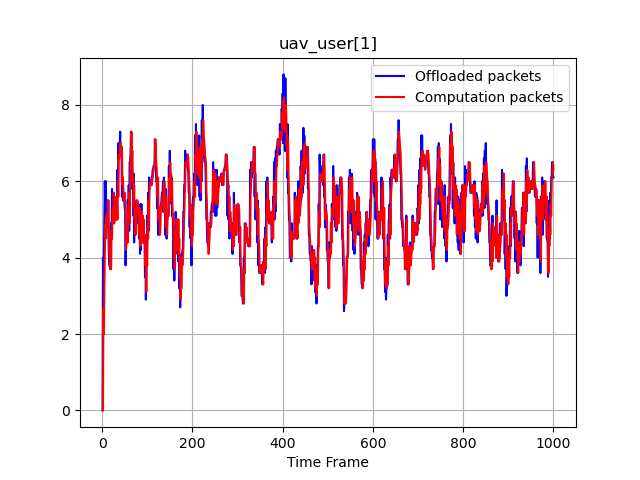 uav_user[1]
Offloaded packets
Computation packets
8
6
4
2
0
0 200 400 600 800 1000
Time Frame